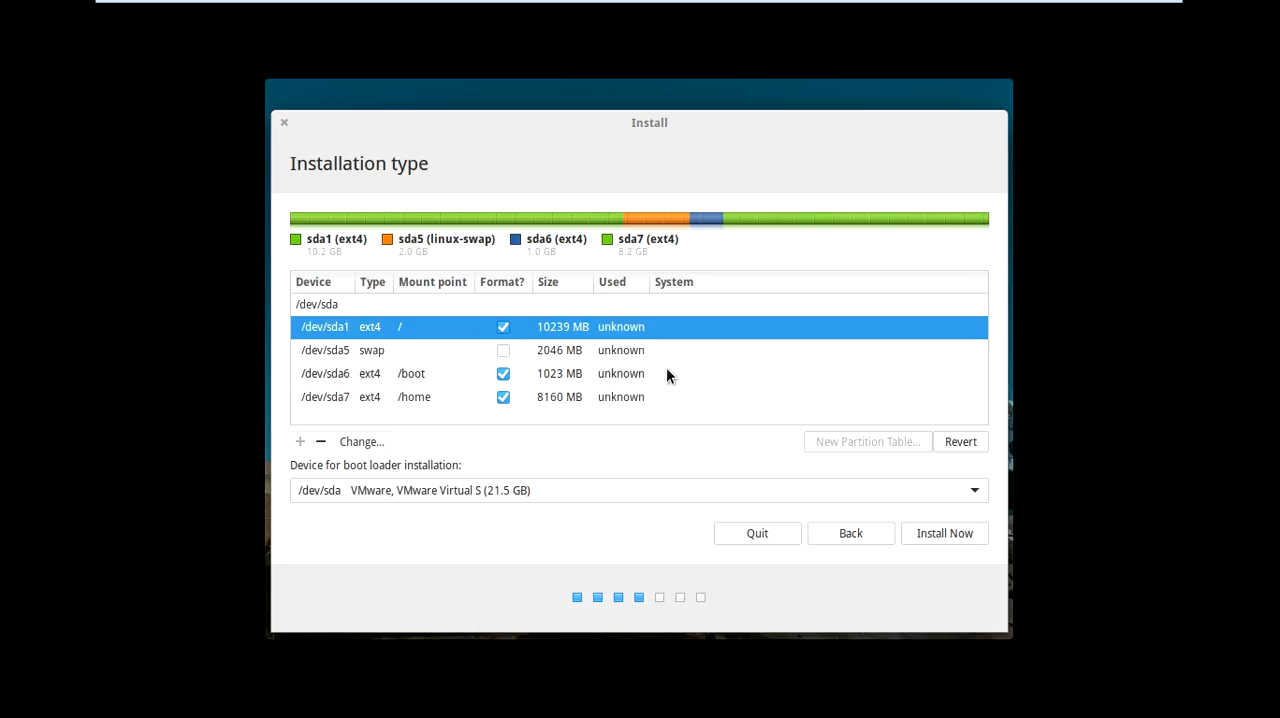 Install
Installation type
sda1 (ext4) sda5 (linux-swap) sda6 (ext4) sda7 (ext4)
10.2 GB 2.0 GB 1.0 GB 8.2 GB
Device Type Mount point Format? Size Used System
/dev/sda
/dev/sda1 ext4 / 10239 MB unknown
/dev/sda5 swap 2046 MB unknown
/dev/sda6 ext4 /boot 1023 MB unknown
/dev/sda7 ext4 /home 8160 MB unknown
+ − Change... New Partition Table... Revert
Device for boot loader installation:
/dev/sda VMware, VMware Virtual S (21.5 GB)
Quit Back Install Now